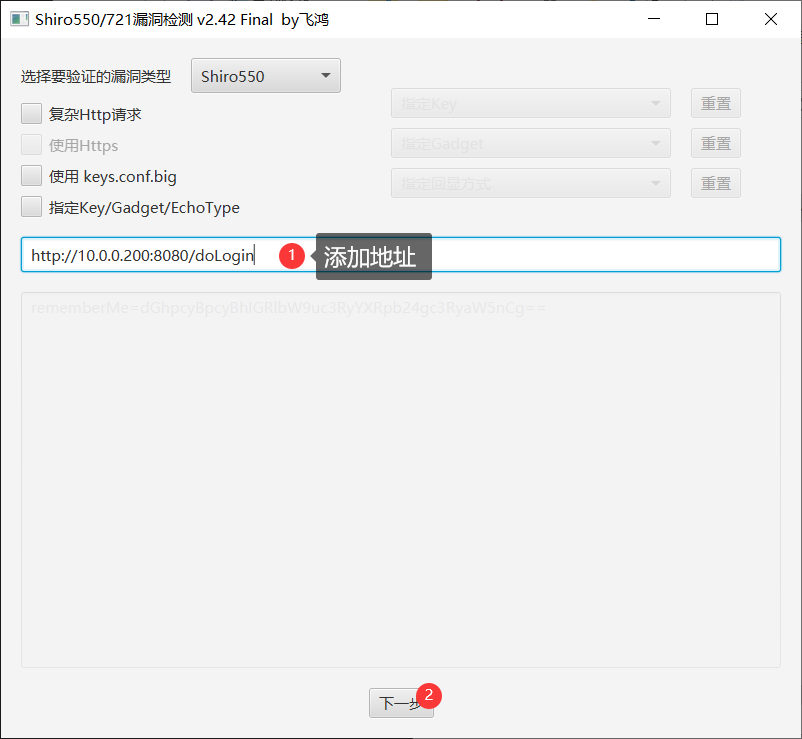 Shiro550/721漏洞检测 v2.42 Final  by飞鸿
选择要验证的漏洞类型
Shiro550
复杂Http请求
使用Https
使用 keys.conf.big
指定Key/Gadget/EchoType
指定Key
重置
指定Gadget
重置
指定回显方式
重置
http://10.0.0.200:8080/doLogin
1
添加地址
rememberMe=dGhpcyBpcyBhIGRlbW9uc3RyYXRpb24gc3RyaW5nCg==
下一步
2